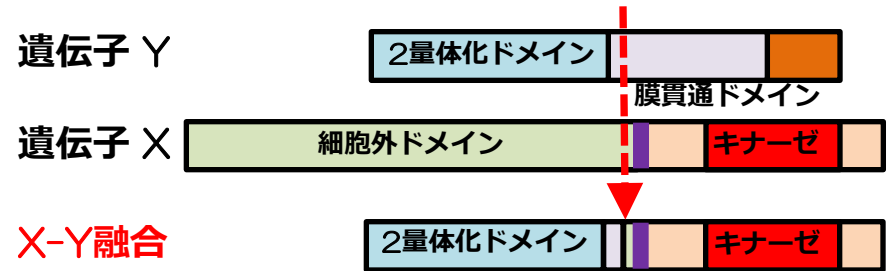 遺伝子 Y
2量体化ドメイン
膜貫通ドメイン
遺伝子 X
細胞外ドメイン
キナーゼ
X-Y融合
2量体化ドメイン
キナーゼ